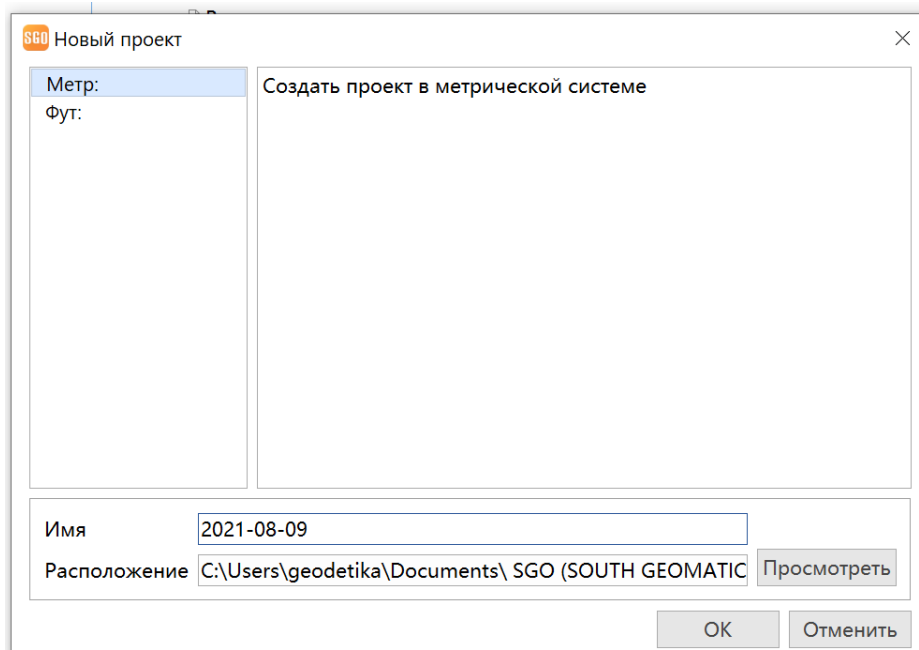 SGO Новый проект
Метр:
Фут:
Создать проект в метрической системе
Имя 2021-08-09
Расположение C:\Users\geodetika\Documents\ SGO (SOUTH GEOMATIC Просмотреть
ОК Отменить